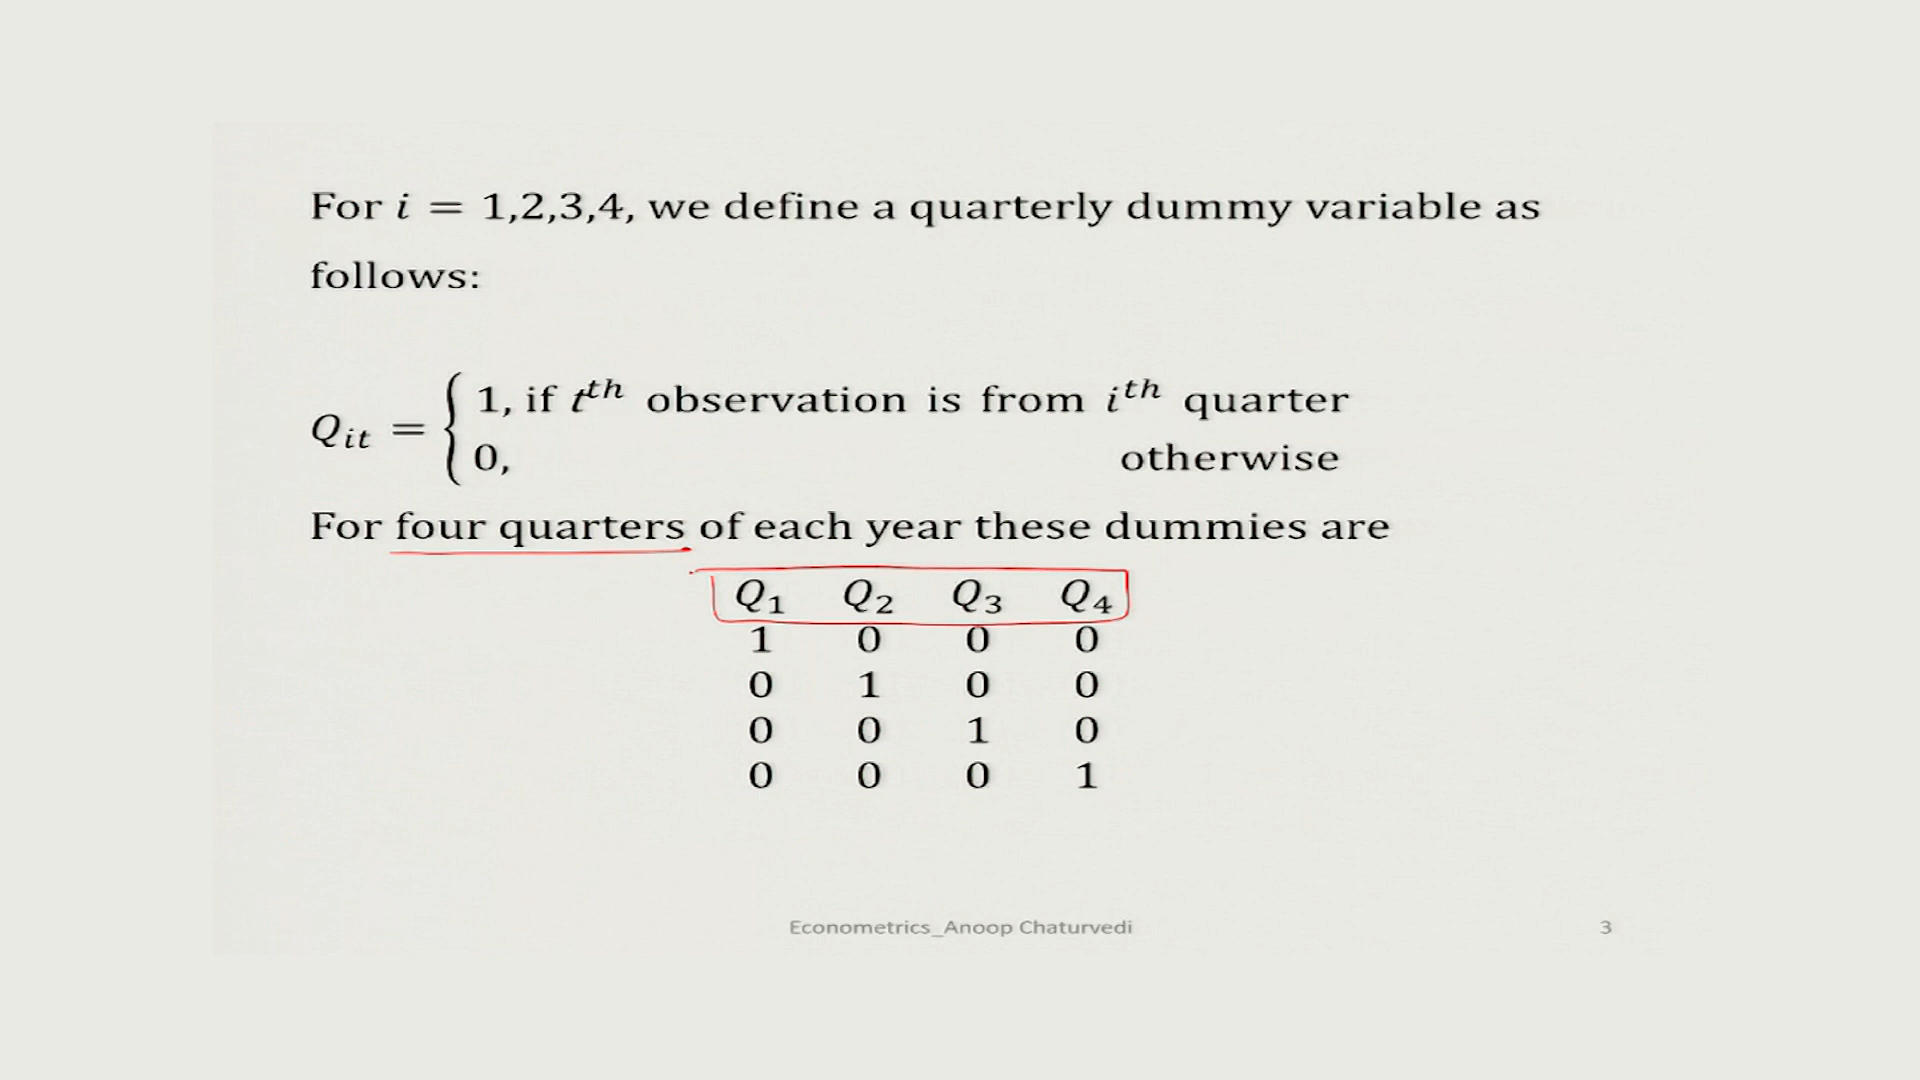 For i = 1,2,3,4, we define a quarterly dummy variable as
follows:
Q_{it} = { 1, if t^{th} observation is from i^{th} quarter
0, otherwise
For four quarters of each year these dummies are
Q_1 Q_2 Q_3 Q_4
1 0 0 0
0 1 0 0
0 0 1 0
0 0 0 1
Econometrics_Anoop Chaturvedi 3